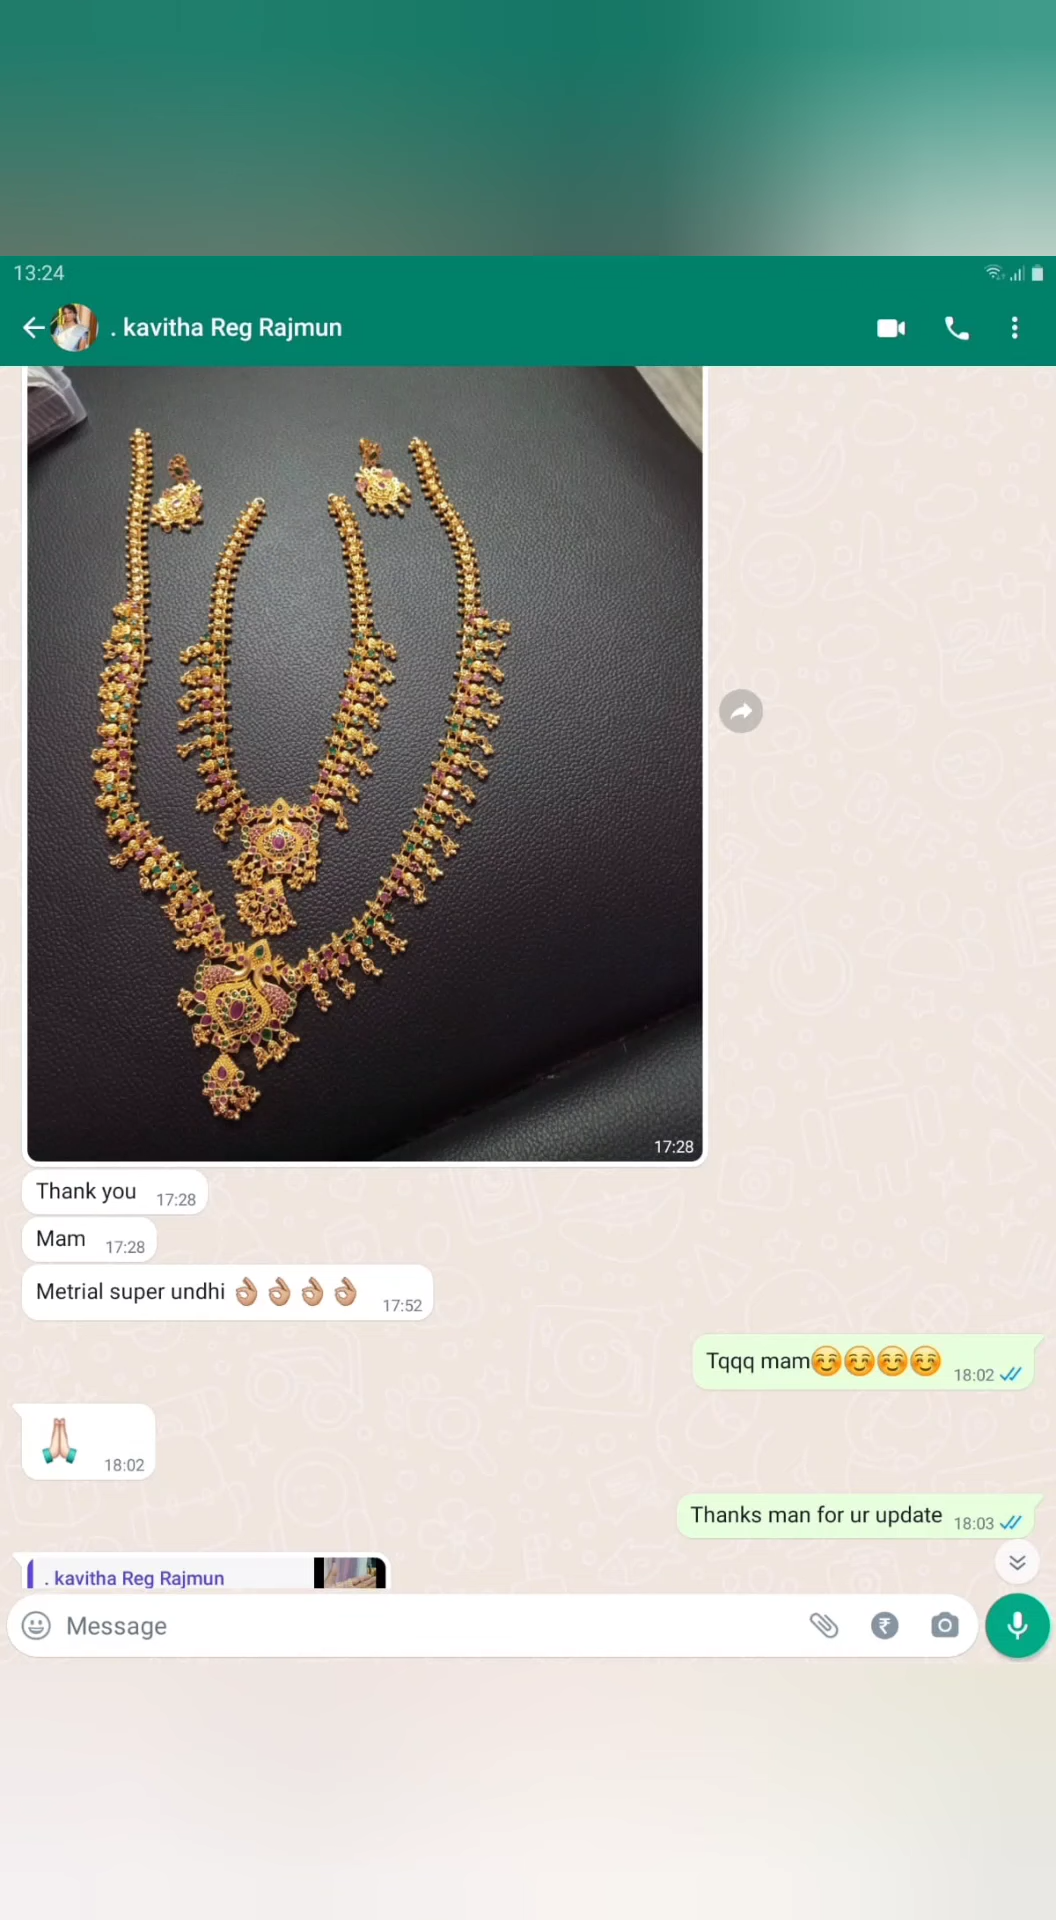 13:24
. kavitha Reg Rajmun
17:28
Thank you 17:28
Mam 17:28
Metrial super undhi 👌🏽👌🏽👌🏽👌🏽 17:52
Tqqq mam☺️☺️☺️☺️ 18:02
🙏🏻 18:02
Thanks man for ur update 18:03
. kavitha Reg Rajmun
Message